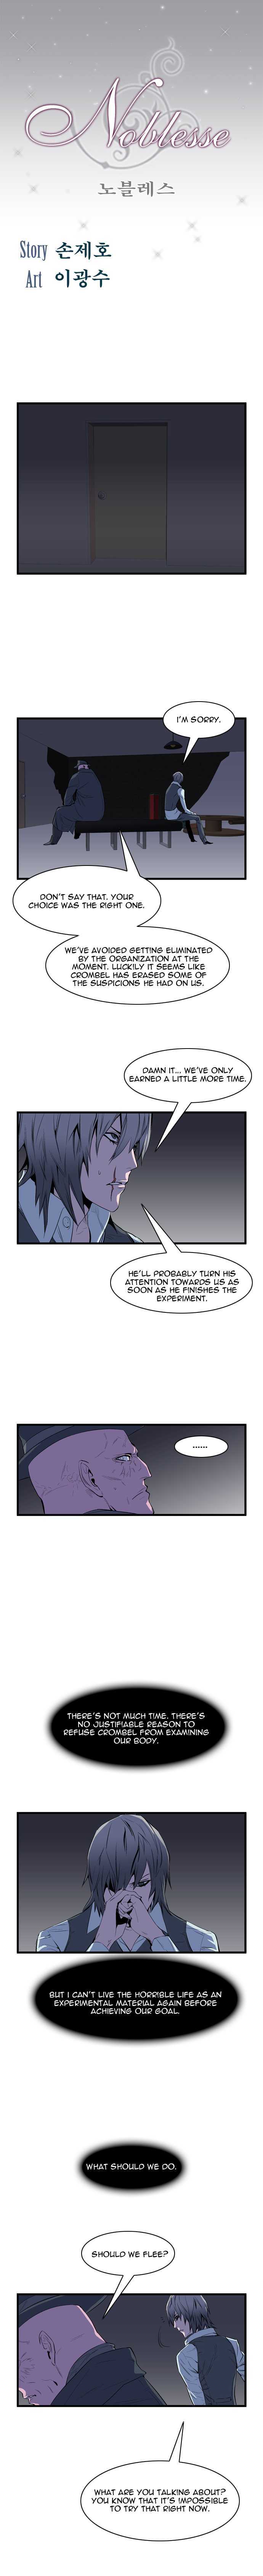 Noblesse
노블레스
Story 손제호
Art 이광수
I'M SORRY.
DON'T SAY THAT. YOUR
CHOICE WAS THE RIGHT ONE.
WE'VE AVOIDED GETTING ELIMINATED
BY THE ORGANIZATION AT THE
MOMENT. LUCKILY IT SEEMS LIKE
CROMBEL HAS ERASED SOME OF
THE SUSPICIONS HE HAD ON US.
DAMN IT... WE'VE ONLY
EARNED A LITTLE MORE TIME.
HE'LL PROBABLY TURN HIS
ATTENTION TOWARDS US AS
SOON AS HE FINISHES THE
EXPERIMENT.
......
THERE'S NOT MUCH TIME. THERE'S
NO JUSTIFIABLE REASON TO
REFUSE CROMBEL FROM EXAMINING
OUR BODY.
BUT I CAN'T LIVE THE HORRIBLE LIFE AS AN
EXPERIMENTAL MATERIAL AGAIN BEFORE
ACHIEVING OUR GOAL.
WHAT SHOULD WE DO.
SHOULD WE FLEE?
WHAT ARE YOU TALKING ABOUT?
YOU KNOW THAT IT'S IMPOSSIBLE
TO TRY THAT RIGHT NOW.